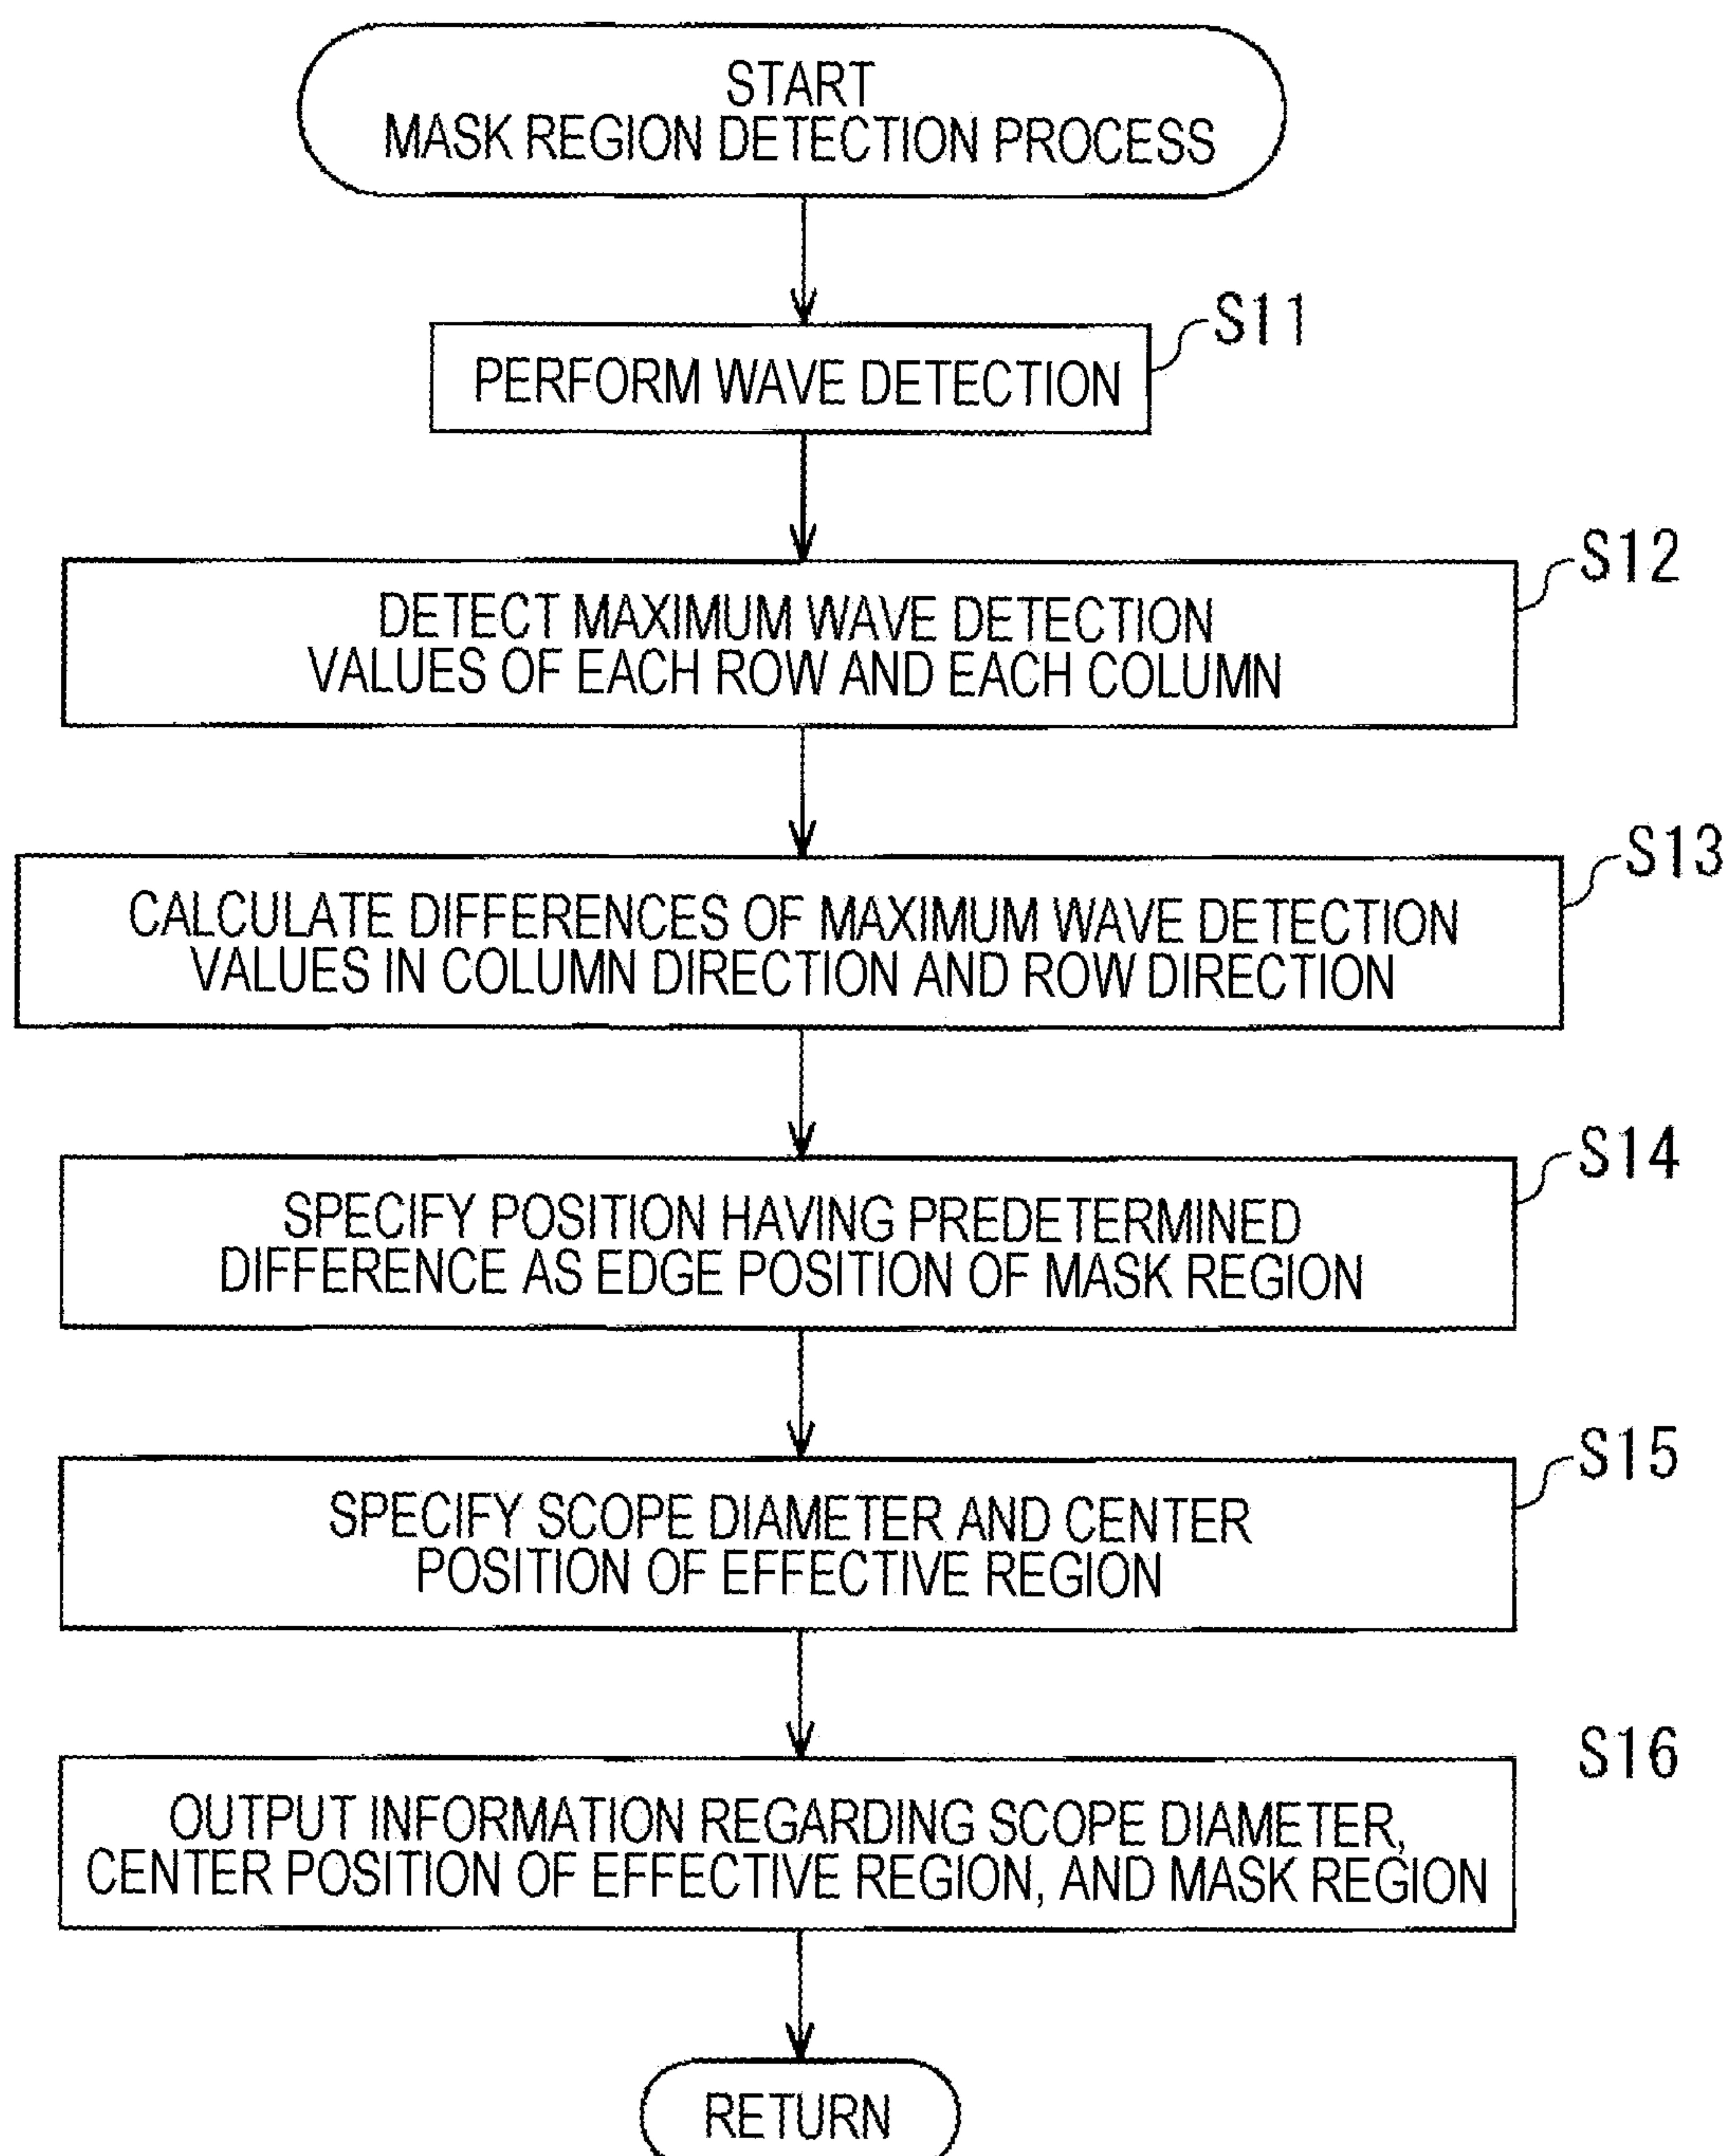 START
MASK REGION DETECTION PROCESS
S11
PERFORM WAVE DETECTION
S12
DETECT MAXIMUM WAVE DETECTION
VALUES OF EACH ROW AND EACH COLUMN
S13
CALCULATE DIFFERENCES OF MAXIMUM WAVE DETECTION
VALUES IN COLUMN DIRECTION AND ROW DIRECTION
S14
SPECIFY POSITION HAVING PREDETERMINED
DIFFERENCE AS EDGE POSITION OF MASK REGION
S15
SPECIFY SCOPE DIAMETER AND CENTER
POSITION OF EFFECTIVE REGION
S16
OUTPUT INFORMATION REGARDING SCOPE DIAMETER,
CENTER POSITION OF EFFECTIVE REGION, AND MASK REGION
RETURN